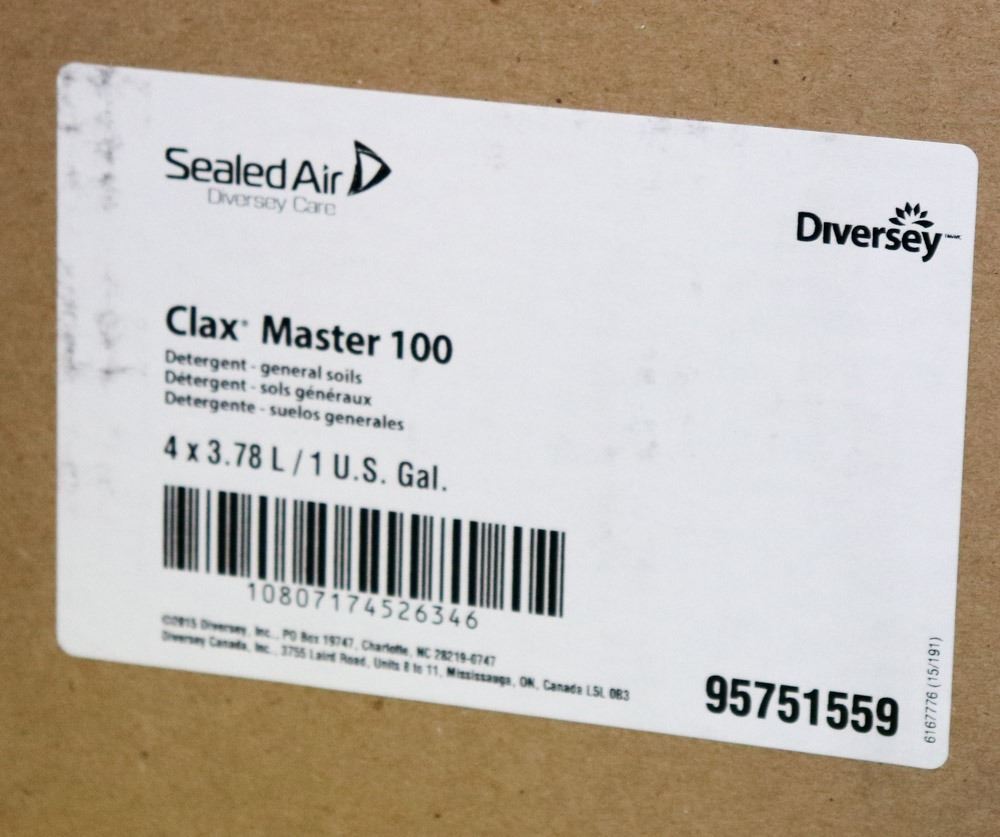 Sealed Air
Diversey Care
Diversey™
Clax® Master 100
Detergent - general soils
Détergent - sols généraux
Detergente - suelos generales
4 x 3.78 L / 1 U.S. Gal.
10807174526346
©2015 Diversey, Inc., PO Box 19747, Charlotte, NC 28219-0747
Diversey Canada, Inc., 3755 Laird Road, Units 8 to 11, Mississauga, ON, Canada L5L 0B3
95751559
6167776 (15/191)